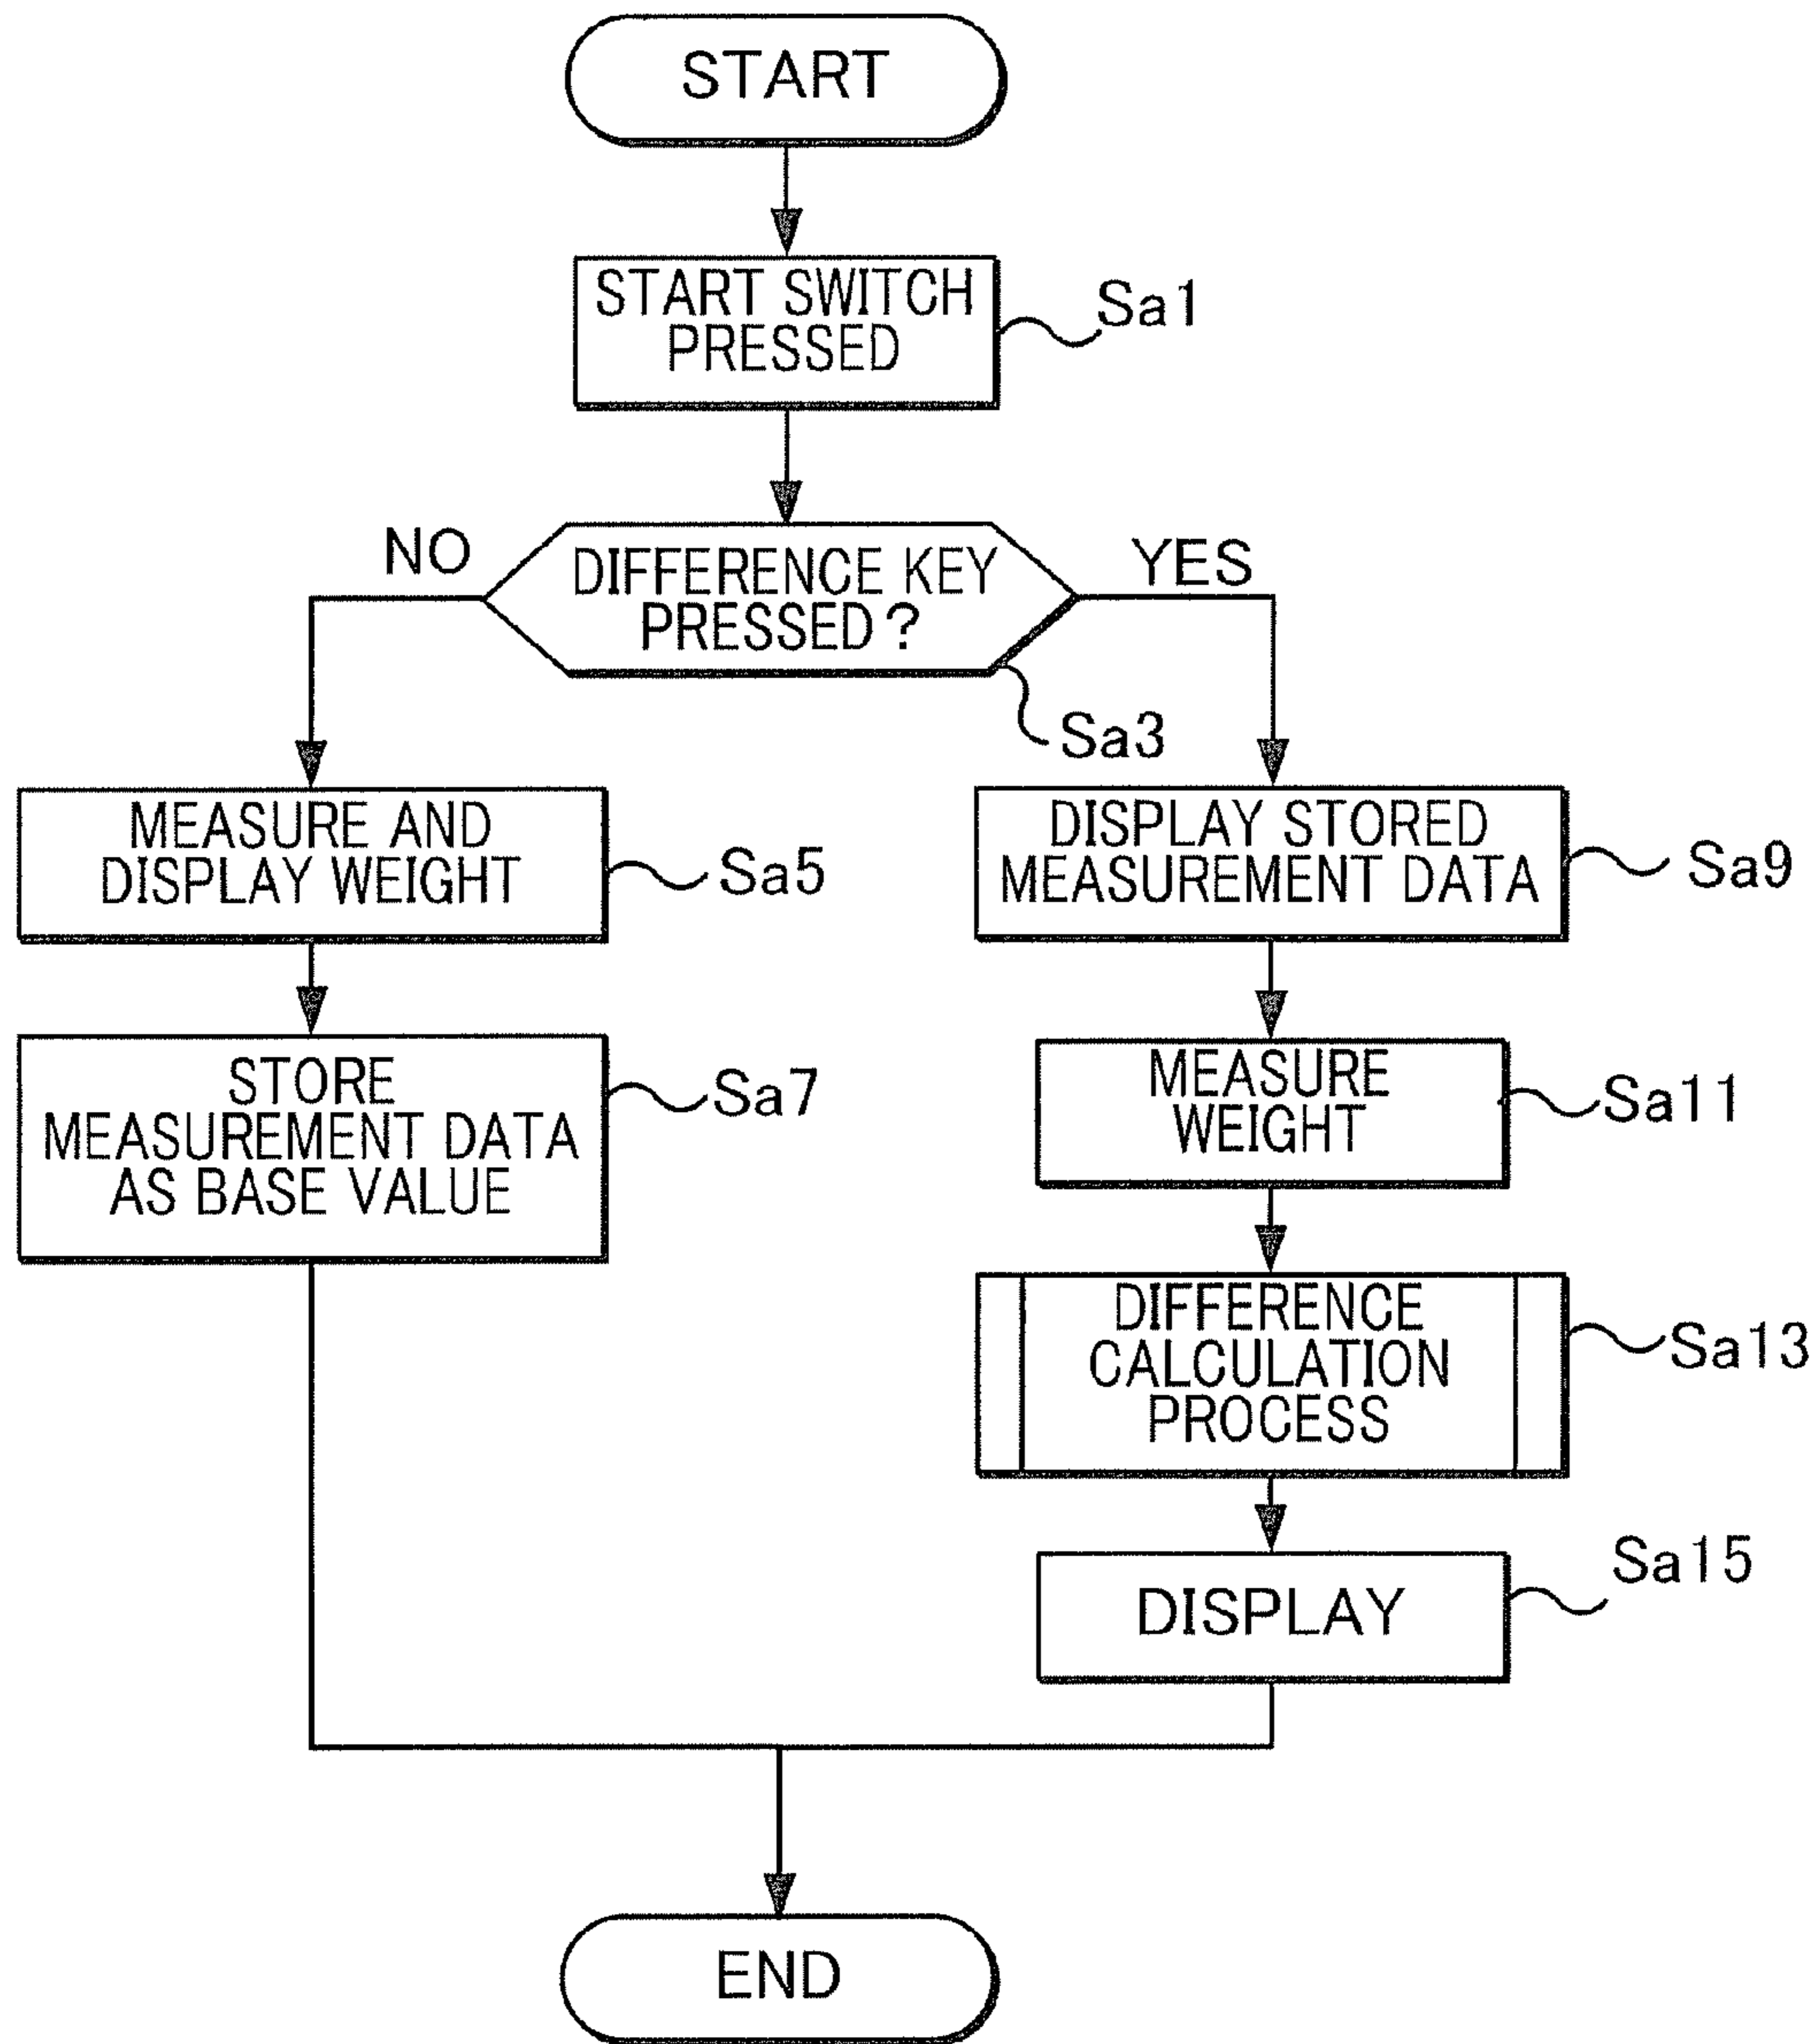 START
START SWITCH
PRESSED
Sa1
NO
DIFFERENCE KEY
PRESSED?
YES
Sa3
MEASURE AND
DISPLAY WEIGHT
Sa5
DISPLAY STORED
MEASUREMENT DATA
Sa9
STORE
MEASUREMENT DATA
AS BASE VALUE
Sa7
MEASURE
WEIGHT
Sa11
DIFFERENCE
CALCULATION
PROCESS
Sa13
DISPLAY
Sa15
END